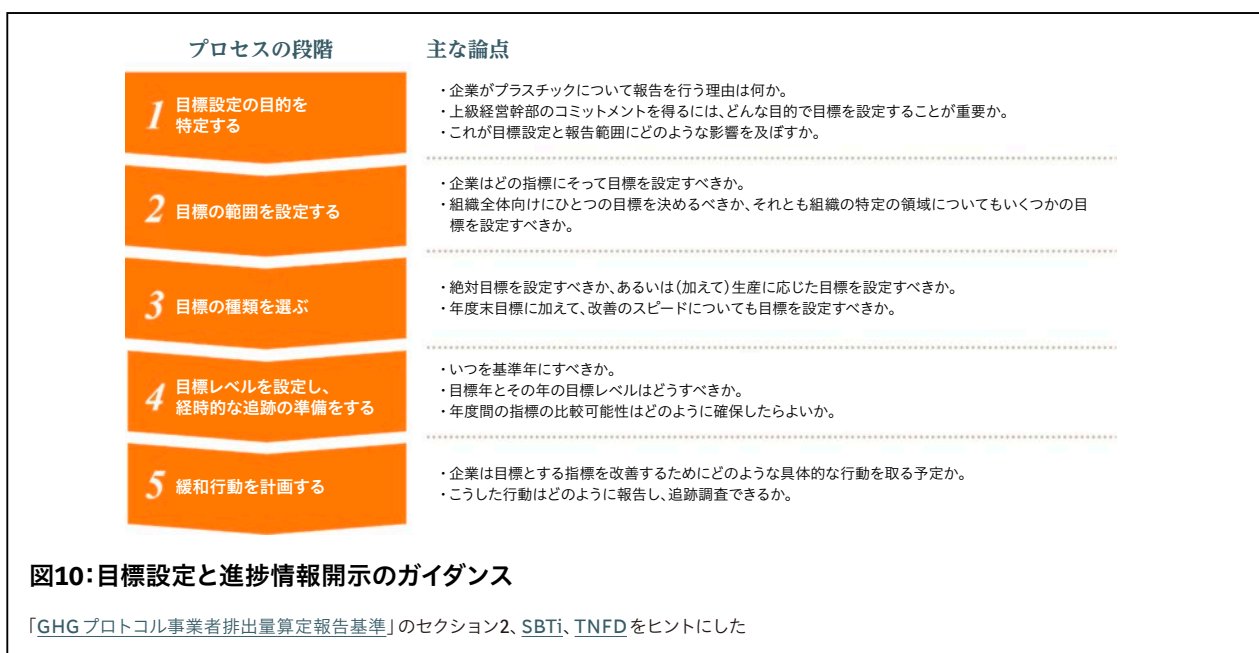 プロセスの段階
主な論点
1 目標設定の目的を
特定する
・企業がプラスチックについて報告を行う理由は何か。
・上級経営幹部のコミットメントを得るには、どんな目的で目標を設定することが重要か。
・これが目標設定と報告範囲にどのような影響を及ぼすか。
2 目標の範囲を設定する
・企業はどの指標にそって目標を設定すべきか。
・組織全体向けにひとつの目標を決めるべきか、それとも組織の特定の領域についてもいくつかの目
標を設定すべきか。
3 目標の種類を選ぶ
・絶対目標を設定すべきか、あるいは(加えて)生産に応じた目標を設定すべきか。
・年度末目標に加えて、改善のスピードについても目標を設定すべきか。
4 目標レベルを設定し、
経時的な追跡の準備をする
・いつを基準年にすべきか。
・目標年とその年の目標レベルはどうすべきか。
・年度間の指標の比較可能性はどのように確保したらよいか。
5 緩和行動を計画する
・企業は目標とする指標を改善するためにどのような具体的な行動を取る予定か。
・こうした行動はどのように報告し、追跡調査できるか。
図10:目標設定と進捗情報開示のガイダンス
「GHGプロトコル事業者排出量算定報告基準」のセクション2、SBTi、TNFDをヒントにした